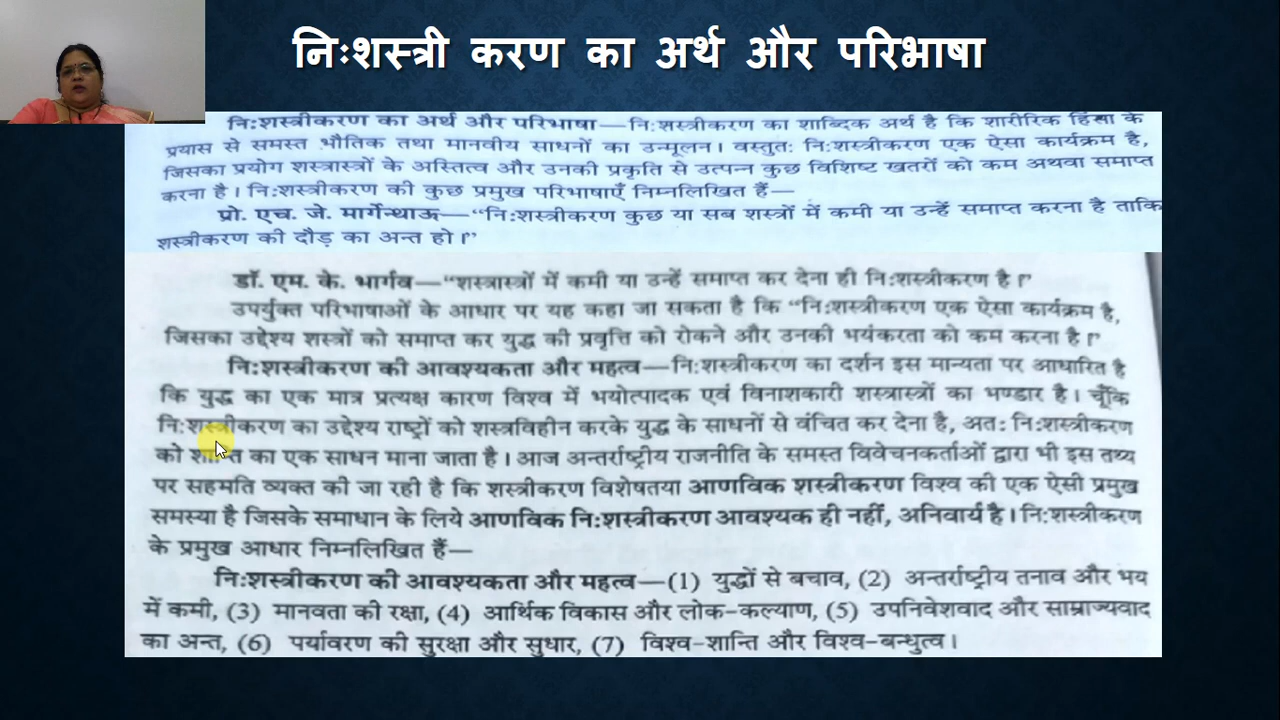 निःशस्त्री करण का अर्थ और परिभाषा
नि:शस्त्रीकरण का अर्थ और परिभाषा—नि:शस्त्रीकरण का शाब्दिक अर्थ है कि शारीरिक हिंसा के
प्रयास से समस्त भौतिक तथा मानवीय साधनों का उन्मूलन। वस्तुत: नि:शस्त्रीकरण एक ऐसा कार्यक्रम है,
जिसका प्रयोग शस्त्रास्त्रों के अस्तित्व और उनकी प्रकृति से उत्पन्न कुछ विशिष्ट खतरों को कम अथवा समाप्त
करना है। नि:शस्त्रीकरण की कुछ प्रमुख परिभाषाएँ निम्नलिखित हैं—
प्रो. एच. जे. मार्गेन्थाऊ—“नि:शस्त्रीकरण कुछ या सब शस्त्रों में कमी या उन्हें समाप्त करना है ताकि
शस्त्रीकरण की दौड़ का अन्त हो।”
डॉ. एम. के. भार्गव—“शस्त्रास्त्रों में कमी या उन्हें समाप्त कर देना ही नि:शस्त्रीकरण है।”
उपर्युक्त परिभाषाओं के आधार पर यह कहा जा सकता है कि “नि:शस्त्रीकरण एक ऐसा कार्यक्रम है,
जिसका उद्देश्य शस्त्रों को समाप्त कर युद्ध की प्रवृत्ति को रोकने और उनकी भयंकरता को कम करना है।”
नि:शस्त्रीकरण की आवश्यकता और महत्व—नि:शस्त्रीकरण का दर्शन इस मान्यता पर आधारित है
कि युद्ध का एक मात्र प्रत्यक्ष कारण विश्व में भयोत्पादक एवं विनाशकारी शस्त्रास्त्रों का भण्डार है। चूँकि
नि:शस्त्रीकरण का उद्देश्य राष्ट्रों को शस्त्रविहीन करके युद्ध के साधनों से वंचित कर देना है, अत: नि:शस्त्रीकरण
को शान्ति का एक साधन माना जाता है। आज अन्तर्राष्ट्रीय राजनीति के समस्त विवेचनकर्ताओं द्वारा भी इस तथ्य
पर सहमति व्यक्त की जा रही है कि शस्त्रीकरण विशेषतया आणविक शस्त्रीकरण विश्व की एक ऐसी प्रमुख
समस्या है जिसके समाधान के लिये आणविक नि:शस्त्रीकरण आवश्यक ही नहीं, अनिवार्य है। नि:शस्त्रीकरण
के प्रमुख आधार निम्नलिखित हैं—
नि:शस्त्रीकरण की आवश्यकता और महत्व—(1) युद्धों से बचाव, (2) अन्तर्राष्ट्रीय तनाव और भय
में कमी, (3) मानवता की रक्षा, (4) आर्थिक विकास और लोक-कल्याण, (5) उपनिवेशवाद और साम्राज्यवाद
का अन्त, (6) पर्यावरण की सुरक्षा और सुधार, (7) विश्व-शान्ति और विश्व-बन्धुत्व।